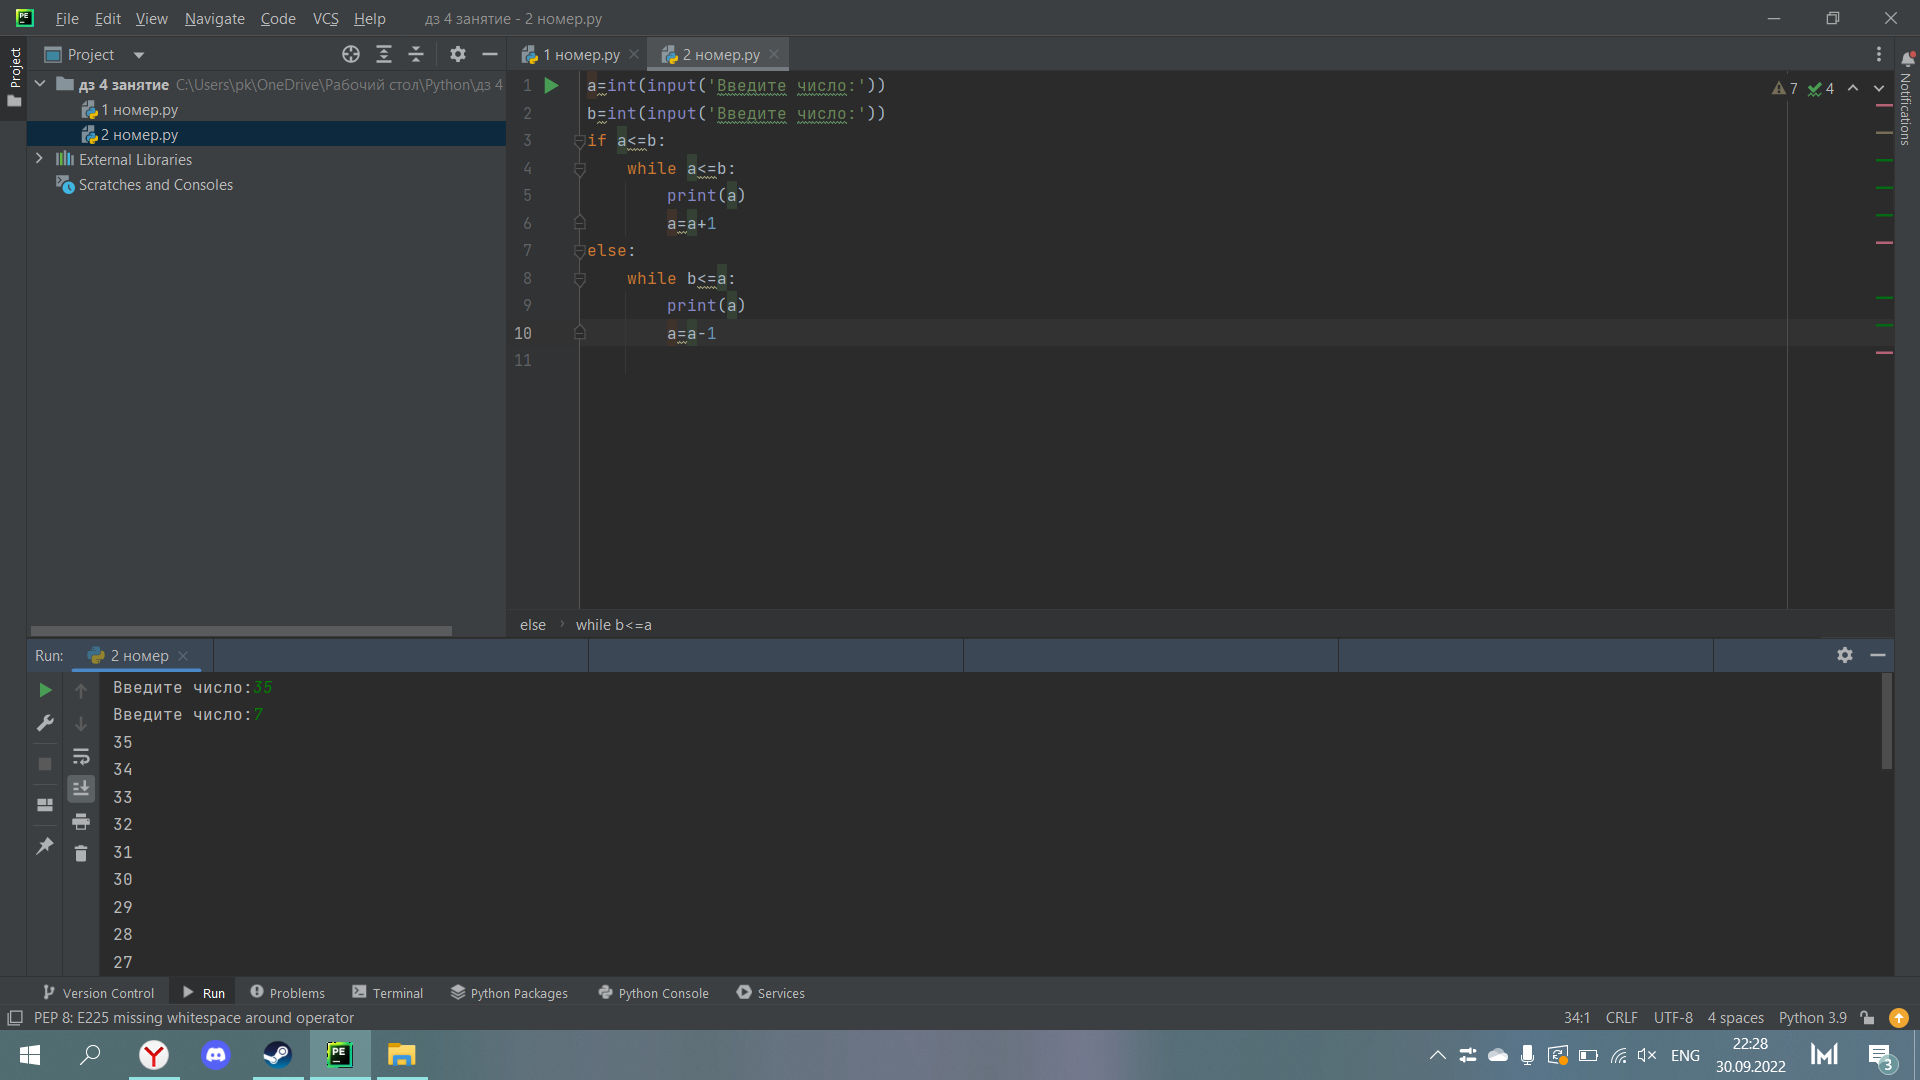 PE File Edit View Navigate Code VCS Help дз 4 занятие - 2 номер.py
Project
Project
1 номер.py 2 номер.py
дз 4 занятие C:\Users\pk\OneDrive\Рабочий стол\Python\дз 4
1 номер.py
2 номер.py
External Libraries
Scratches and Consoles
7 4
Notifications
1 a=int(input('Введите число:'))
2 b=int(input('Введите число:'))
3 if a<=b:
4 while a<=b:
5 print(a)
6 a=a+1
7 else:
8 while b<=a:
9 print(a)
10 a=a-1
11
else › while b<=a
Run: 2 номер
Введите число:35
Введите число:7
35
34
33
32
31
30
29
28
27
Version Control Run Problems Terminal Python Packages Python Console Services
PEP 8: E225 missing whitespace around operator 34:1 CRLF UTF-8 4 spaces Python 3.9
PE ENG 22:28
30.09.2022
3